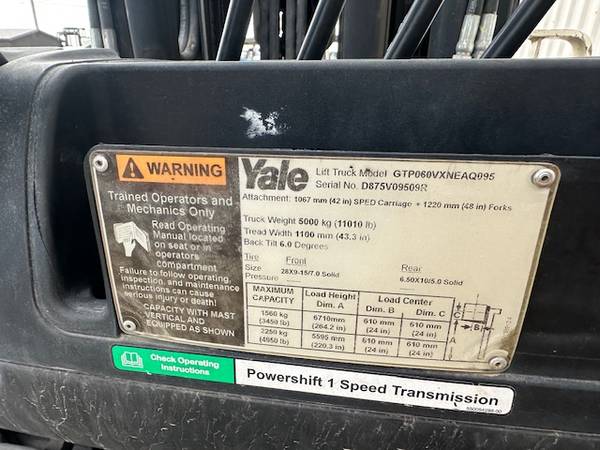 WARNING
Trained Operators and
Mechanics Only
Read Operating
Manual located
on seat or in
operators
compartment
Failure to follow operating,
inspection, and maintenance
instructions can cause
serious injury or death!
CAPACITY WITH MAST
VERTICAL AND
EQUIPPED AS SHOWN
Yale
Lift Truck Model GTP060VXNEAQ095
Serial No. D875V09509R
Attachment: 1067 mm (42 in) SPED Carriage + 1220 mm (48 in) Forks
Truck Weight 5000 kg (11010 lb)
Tread Width 1100 mm (43.3 in)
Back Tilt 6.0 Degrees
Tire Front Rear
Size 28X9-15/7.0 Solid 6.50X10/5.0 Solid
Pressure
MAXIMUM CAPACITY Load Height Dim. A Load Center Dim. B Dim. C
1560 kg (3450 lb) 6710mm (264.2 in) 610 mm (24 in) 610 mm (24 in)
2250 kg (4950 lb) 5595 mm (220.3 in) 610 mm (24 in) 610 mm (24 in)
C
B
A
Check Operating
Instructions
Powershift 1 Speed Transmission